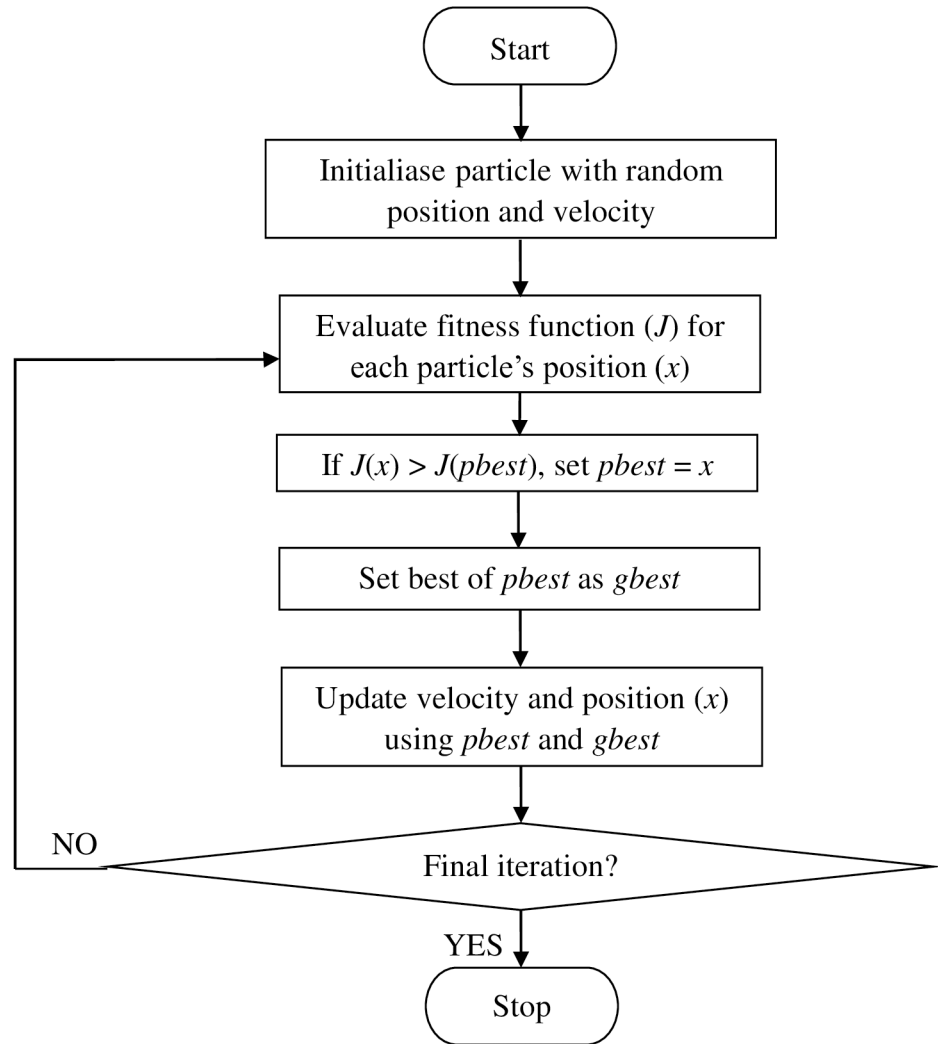 Start
Initialiase particle with random
position and velocity
Evaluate fitness function (J) for
each particle’s position (x)
If J(x) > J(pbest), set pbest = x
Set best of pbest as gbest
Update velocity and position (x)
using pbest and gbest
NO
Final iteration?
YES
Stop